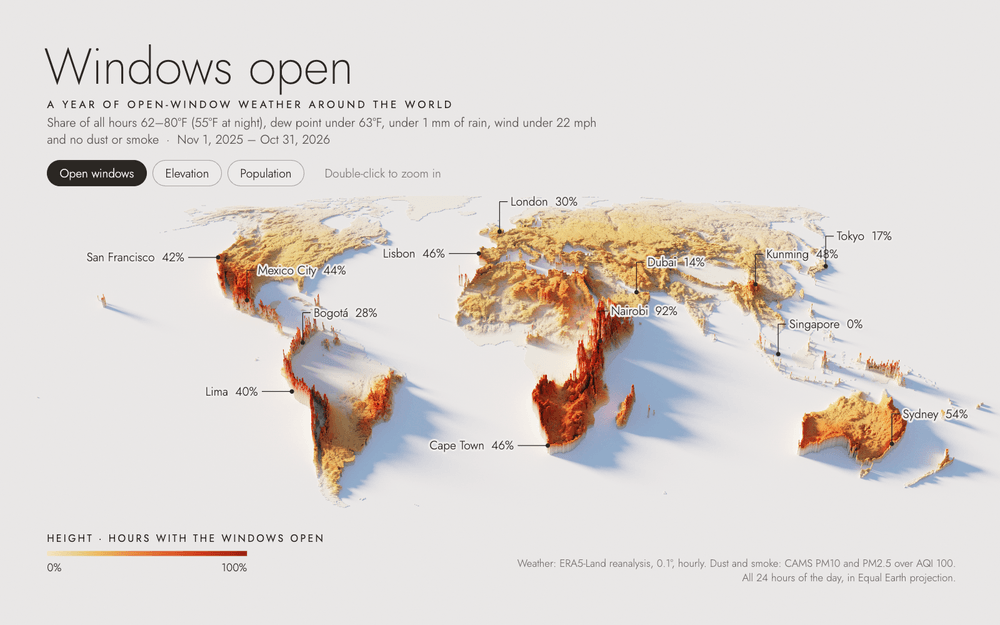 Windows open
A YEAR OF OPEN-WINDOW WEATHER AROUND THE WORLD
Share of all hours 62–80°F (55°F at night), dew point under 63°F, under 1 mm of rain, wind under 22 mph
and no dust or smoke · Nov 1, 2025 – Oct 31, 2026
Open windows
Elevation
Population
Double-click to zoom in
London 30%
Tokyo 17%
San Francisco 42%
Lisbon 46%
Kunming 48%
Mexico City 44%
Dubai 14%
Bogotá 28%
Nairobi 92%
Singapore 0%
Lima 40%
Sydney 54%
Cape Town 46%
HEIGHT · HOURS WITH THE WINDOWS OPEN
0% 100%
Weather: ERA5-Land reanalysis, 0.1°, hourly. Dust and smoke: CAMS PM10 and PM2.5 over AQI 100.
All 24 hours of the day, in Equal Earth projection.